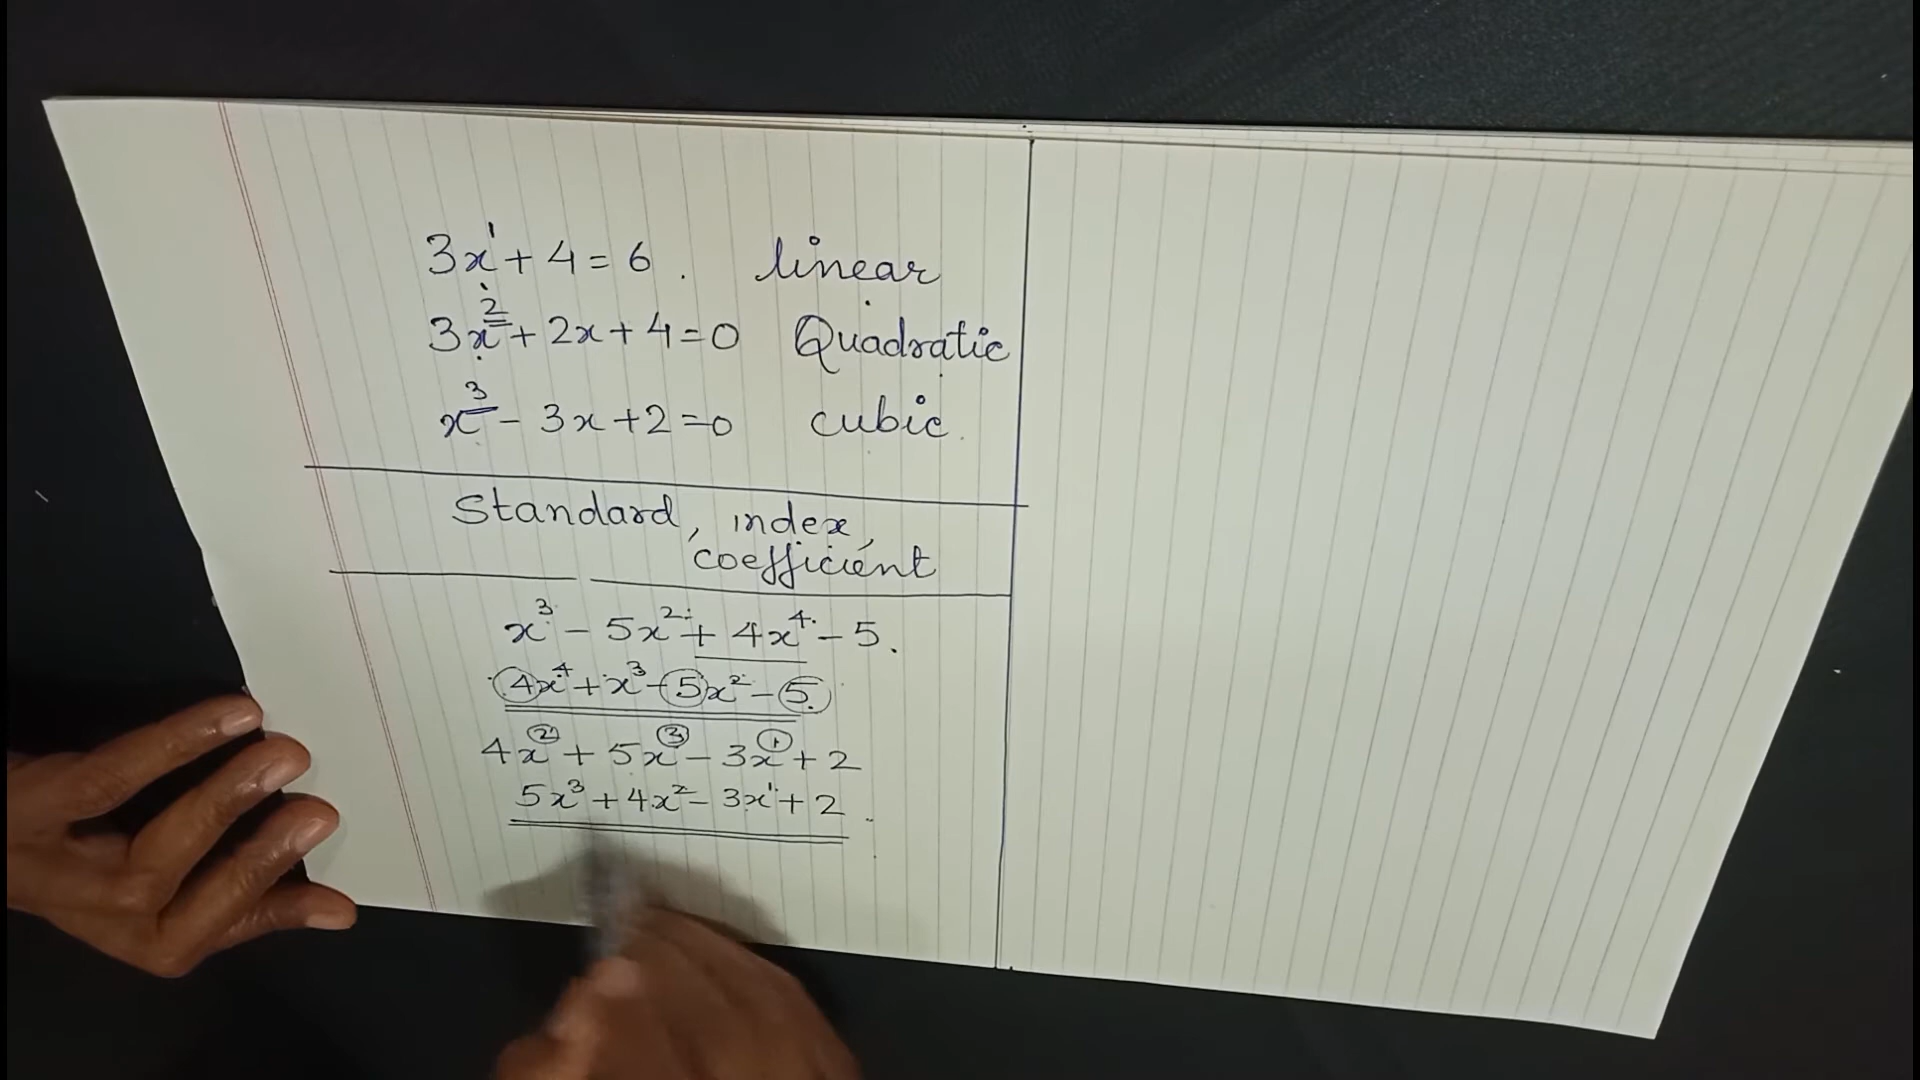 3x¹ + 4 = 6 . linear
3x² + 2x + 4 = 0 Quadratic
x³ - 3x + 2 = 0 cubic.
Standard, index,
coefficient
x³ - 5x² + 4x⁴ - 5.
4x⁴ + x³ - 5x² - 5.
4x² + 5x³ - 3x¹ + 2
5x³ + 4x² - 3x¹ + 2 .